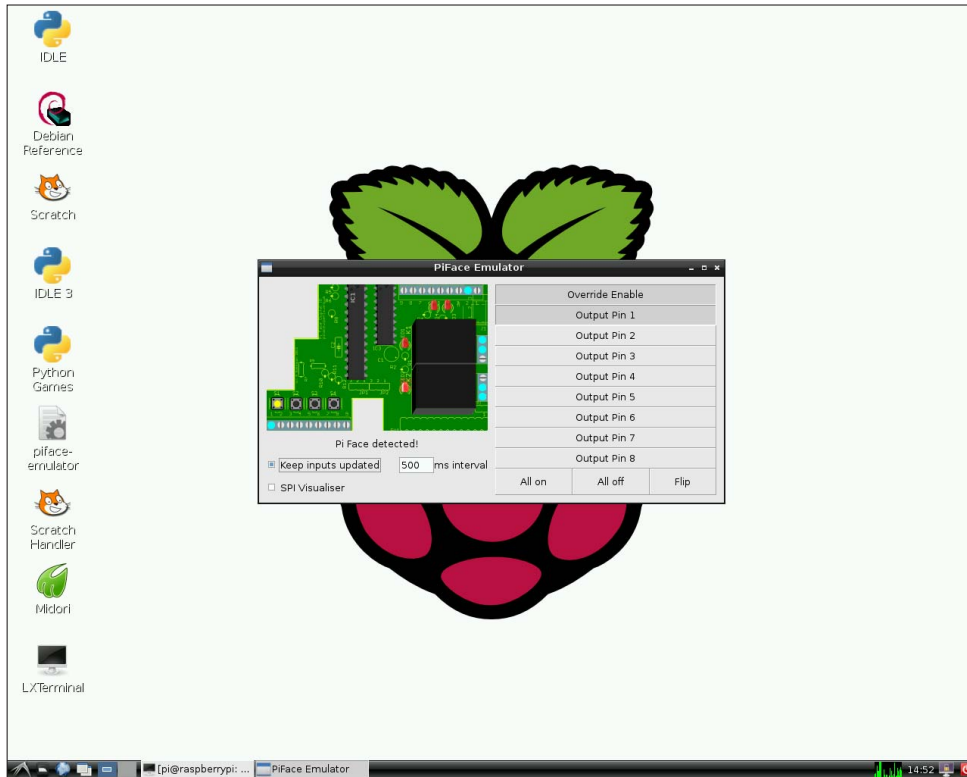 IDLE
Debian
Reference
Scratch
IDLE 3
Python
Games
piface-
emulator
Scratch
Handler
Midori
LXTerminal
PiFace Emulator
Override Enable
Output Pin 1
Output Pin 2
Output Pin 3
Output Pin 4
Output Pin 5
Output Pin 6
Output Pin 7
Output Pin 8
All on All off Flip
Pi Face detected!
Keep inputs updated 500 ms interval
SPI Visualiser
[pi@raspberrypi: ... PiFace Emulator 14:52